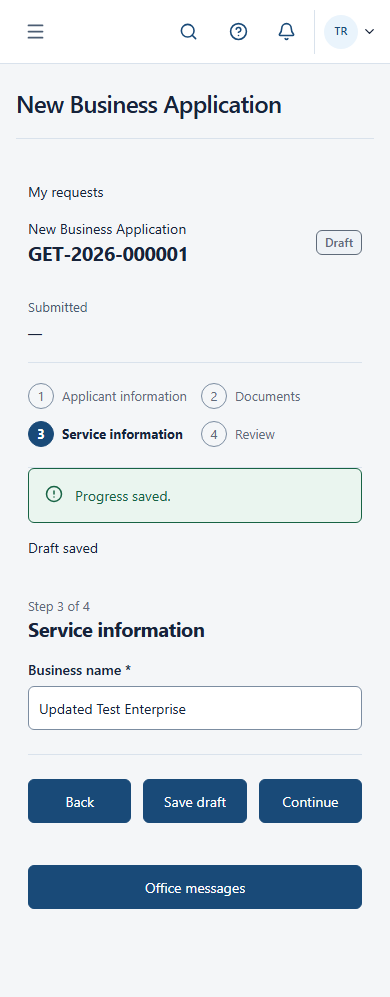 TR
New Business Application
My requests
New Business Application
GET-2026-000001
Draft
Submitted
—
1 Applicant information
2 Documents
3 Service information
4 Review
Progress saved.
Draft saved
Step 3 of 4
Service information
Business name *
Updated Test Enterprise
Back
Save draft
Continue
Office messages